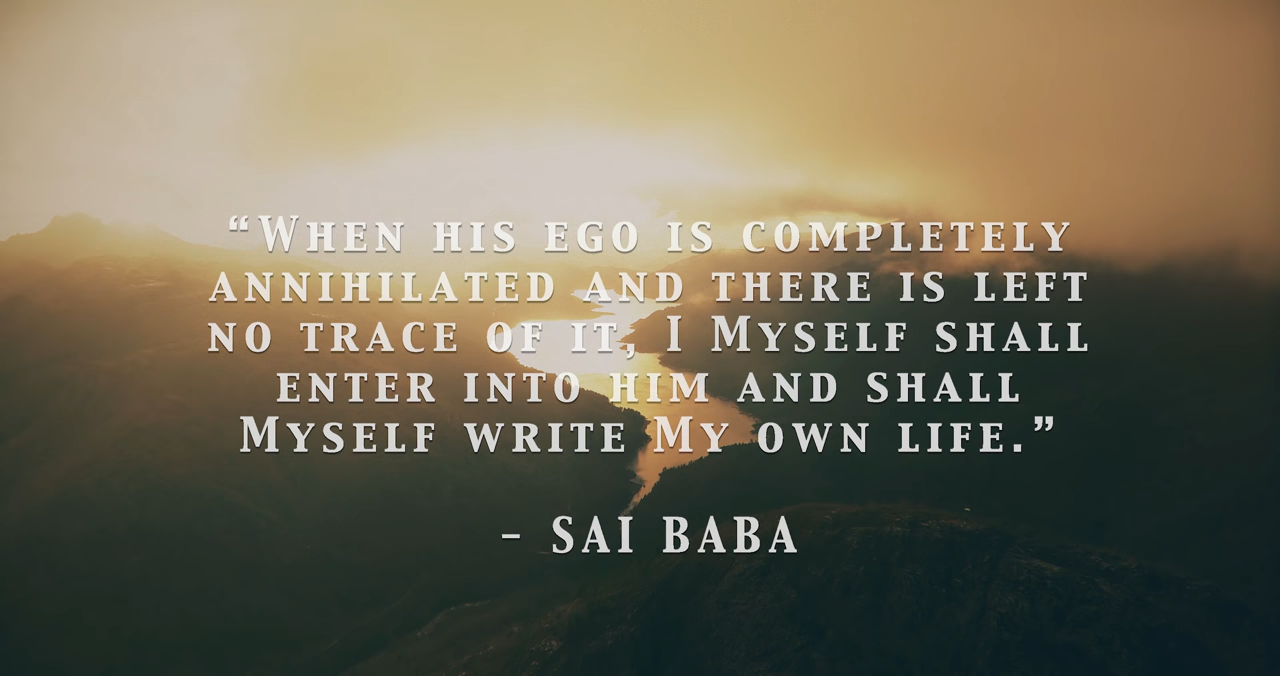 “When his ego is completely
annihilated and there is left
no trace of it, I Myself shall
enter into him and shall
Myself write My own life.”
– SAI BABA